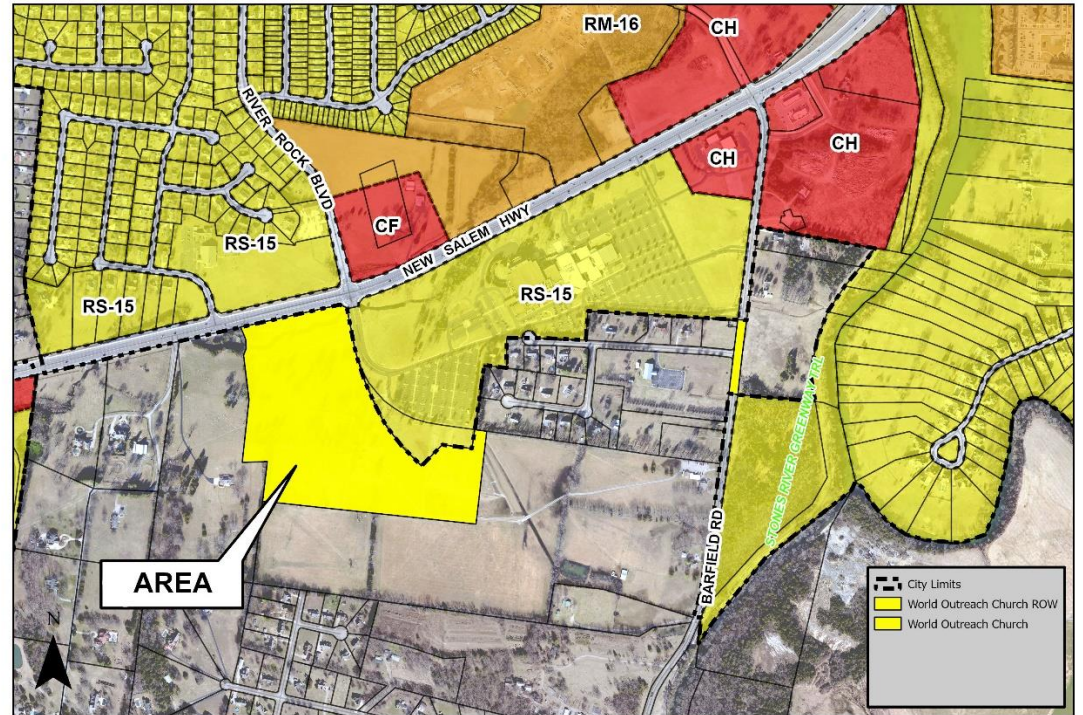 RM-16
CH
RIVER ROCK BLVD
CH
CH
CF
NEW SALEM HWY
RS-15
RS-15
RS-15
STONES RIVER GREENWAY TRL
BARFIELD RD
AREA
N
City Limits
World Outreach Church ROW
World Outreach Church